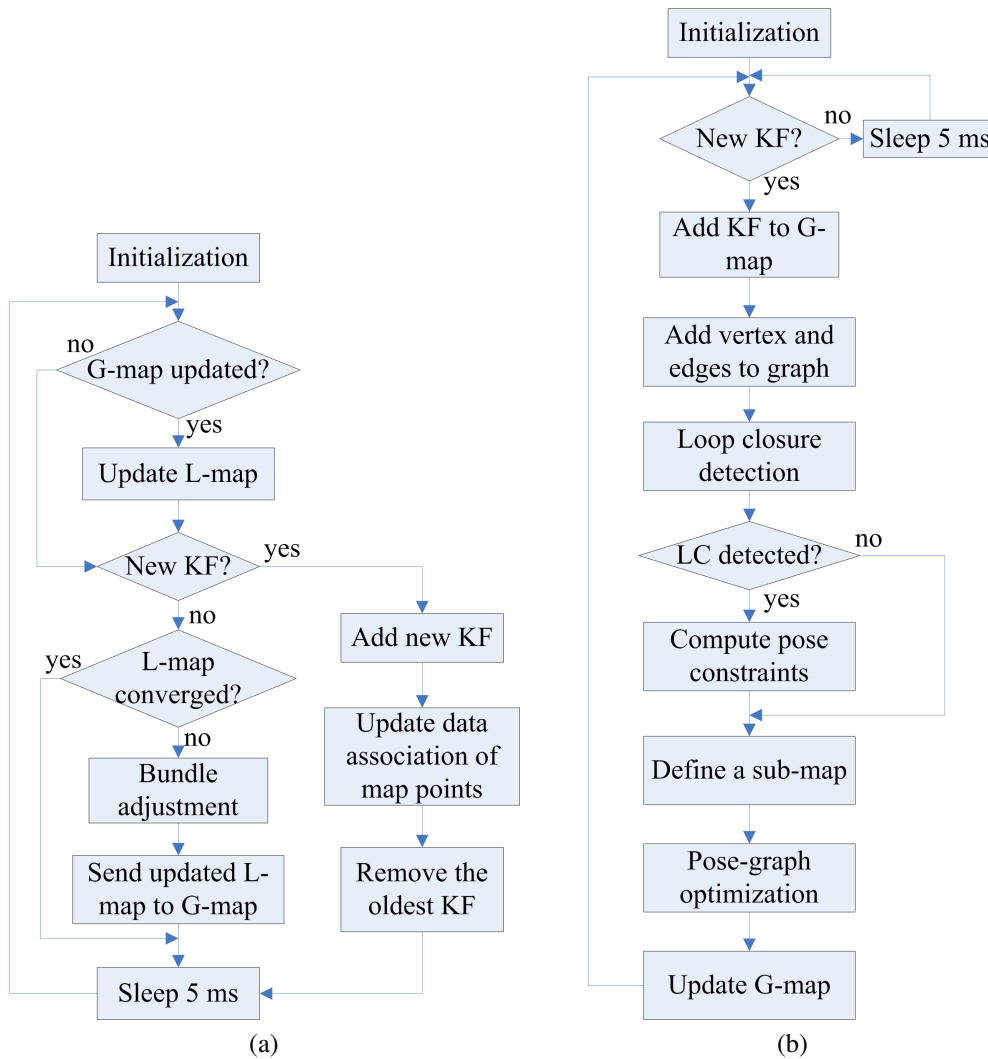 Initialization
no
G-map updated?
yes
Update L-map
New KF?
yes
no
Add new KF
yes
L-map
converged?
no
Update data
association of
map points
Bundle
adjustment
Send updated L-
map to G-map
Remove the
oldest KF
Sleep 5 ms
(a)
Initialization
New KF?
no
Sleep 5 ms
yes
Add KF to G-
map
Add vertex and
edges to graph
Loop closure
detection
LC detected?
no
yes
Compute pose
constraints
Define a sub-map
Pose-graph
optimization
Update G-map
(b)